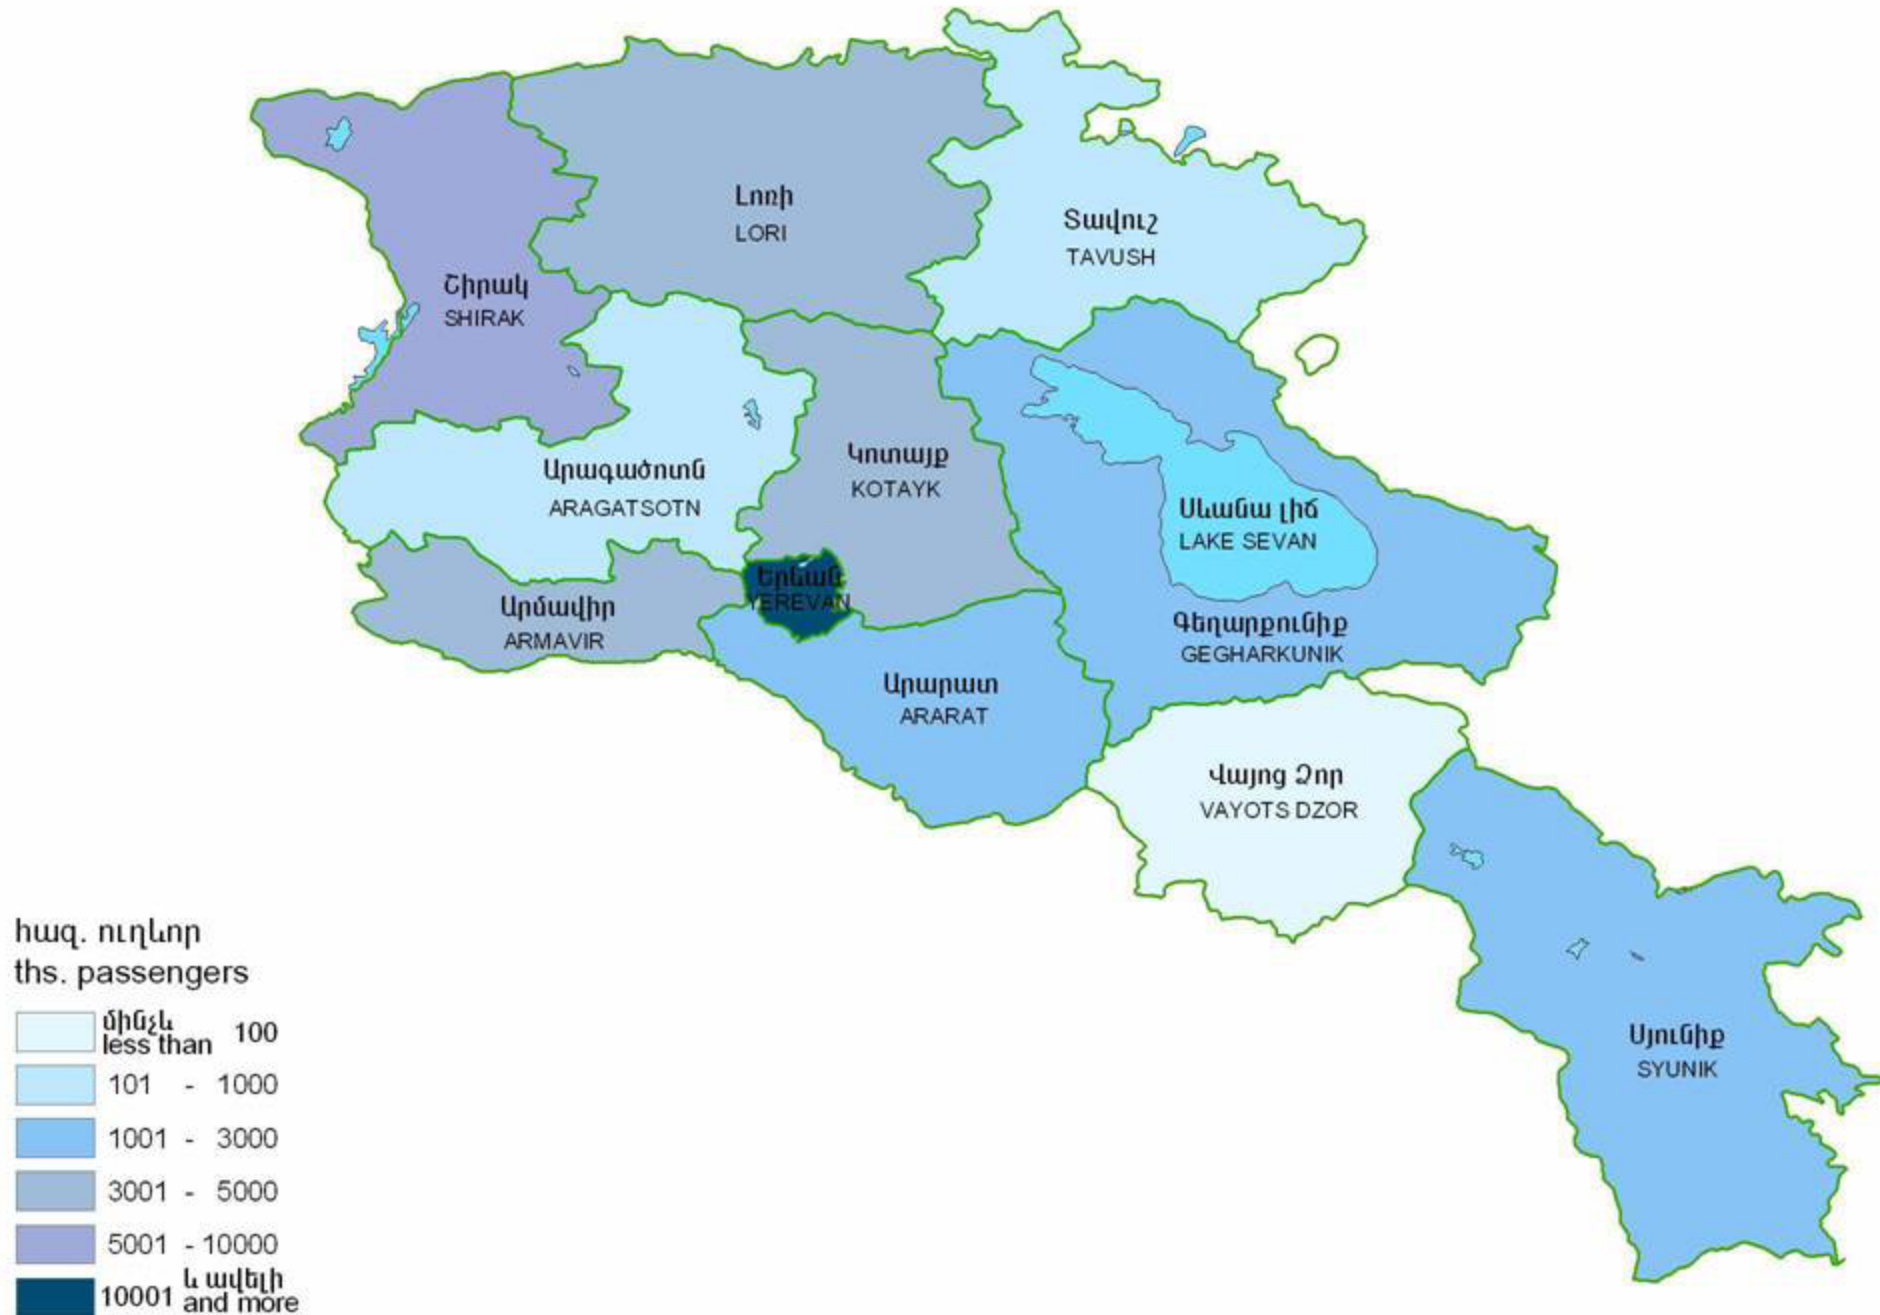 Լոռի
LORI
Տավուշ
TAVUSH
Շիրակ
SHIRAK
Արագածոտն
ARAGATSOTN
Կոտայք
KOTAYK
Սևանա լիճ
LAKE SEVAN
Երևան
YEREVAN
Արմավիր
ARMAVIR
Գեղարքունիք
GEGHARKUNIK
Արարատ
ARARAT
Վայոց Ձոր
VAYOTS DZOR
Սյունիք
SYUNIK
հազ. ուղևոր
ths. passengers
մինչև
less than 100
101 - 1000
1001 - 3000
3001 - 5000
5001 - 10000
10001 և ավելի
and more